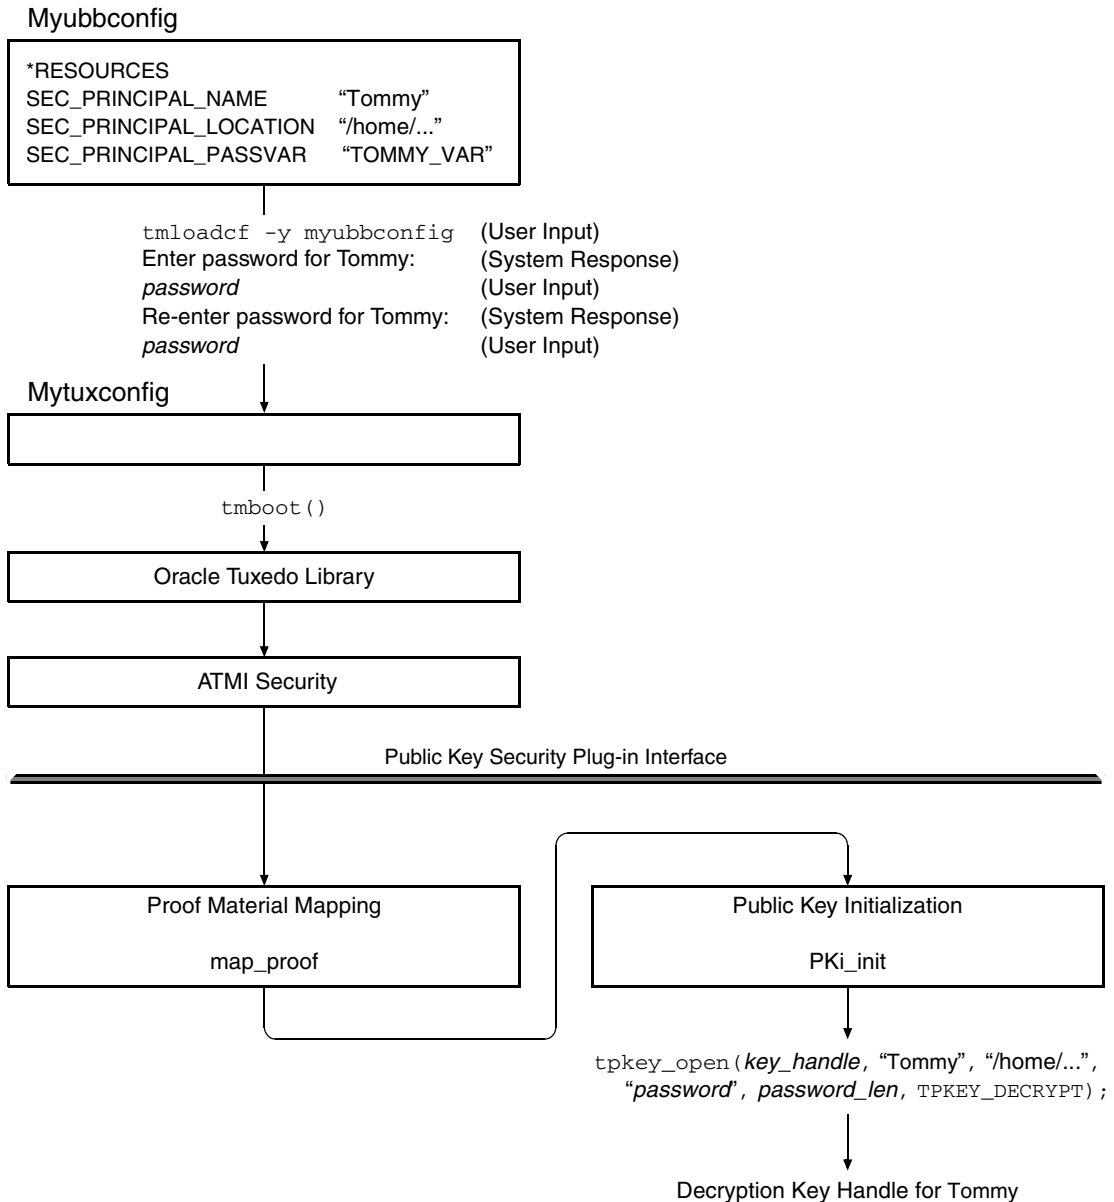 Myubbconfig
*RESOURCES
SEC_PRINCIPAL_NAME “Tommy”
SEC_PRINCIPAL_LOCATION “/home/...”
SEC_PRINCIPAL_PASSVAR “TOMMY_VAR”
tmloadcf -y myubbconfig (User Input)
Enter password for Tommy: (System Response)
password (User Input)
Re-enter password for Tommy: (System Response)
password (User Input)
Mytuxconfig
tmboot()
Oracle Tuxedo Library
ATMI Security
Public Key Security Plug-in Interface
Proof Material Mapping
map_proof
Public Key Initialization
PKi_init
tpkey_open(key_handle, “Tommy”, “/home/...”,
“password”, password_len, TPKEY_DECRYPT);
Decryption Key Handle for Tommy